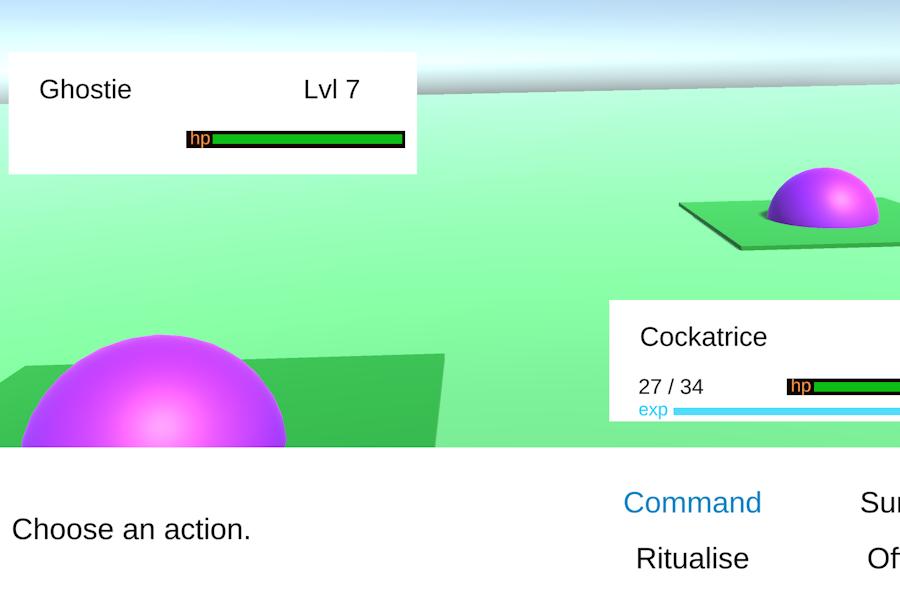 Ghostie Lvl 7
hp
Cockatrice
27 / 34 hp
exp
Choose an action.
Command
Ritualise